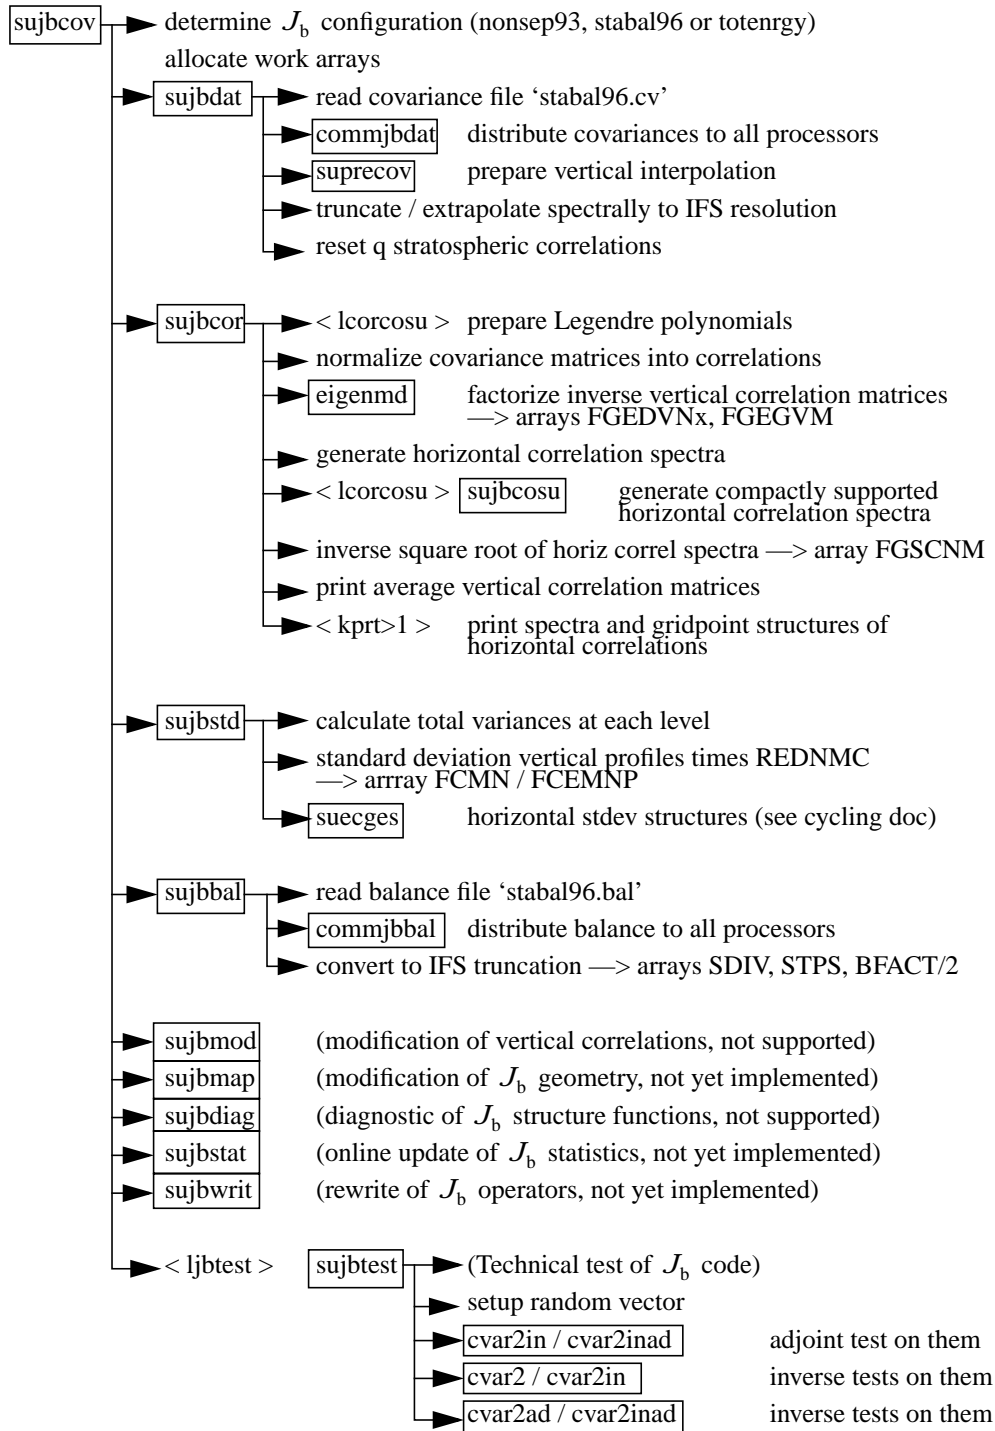 sujbcov determine Jb configuration (nonsep93, stabal96 or totenrgy)
allocate work arrays
sujbdat read covariance file ‘stabal96.cv’
commjbdat distribute covariances to all processors
suprecov prepare vertical interpolation
truncate / extrapolate spectrally to IFS resolution
reset q stratospheric correlations
sujbcor < lcorcosu > prepare Legendre polynomials
normalize covariance matrices into correlations
eigenmd factorize inverse vertical correlation matrices
—> arrays FGEDVNx, FGEGVM
generate horizontal correlation spectra
< lcorcosu > sujbcosu generate compactly supported
horizontal correlation spectra
inverse square root of horiz correl spectra —> array FGSCNM
print average vertical correlation matrices
< kprt>1 > print spectra and gridpoint structures of
horizontal correlations
sujbstd calculate total variances at each level
standard deviation vertical profiles times REDNMC
—> arrray FCMN / FCEMNP
suecges horizontal stdev structures (see cycling doc)
sujbbal read balance file ‘stabal96.bal’
commjbbal distribute balance to all processors
convert to IFS truncation —> arrays SDIV, STPS, BFACT/2
sujbmod (modification of vertical correlations, not supported)
sujbmap (modification of Jb geometry, not yet implemented)
sujbdiag (diagnostic of Jb structure functions, not supported)
sujbstat (online update of Jb statistics, not yet implemented)
sujbwrit (rewrite of Jb operators, not yet implemented)
< ljbtest > sujbtest (Technical test of Jb code)
setup random vector
cvar2in / cvar2inad adjoint test on them
cvar2 / cvar2in inverse tests on them
cvar2ad / cvar2inad inverse tests on them